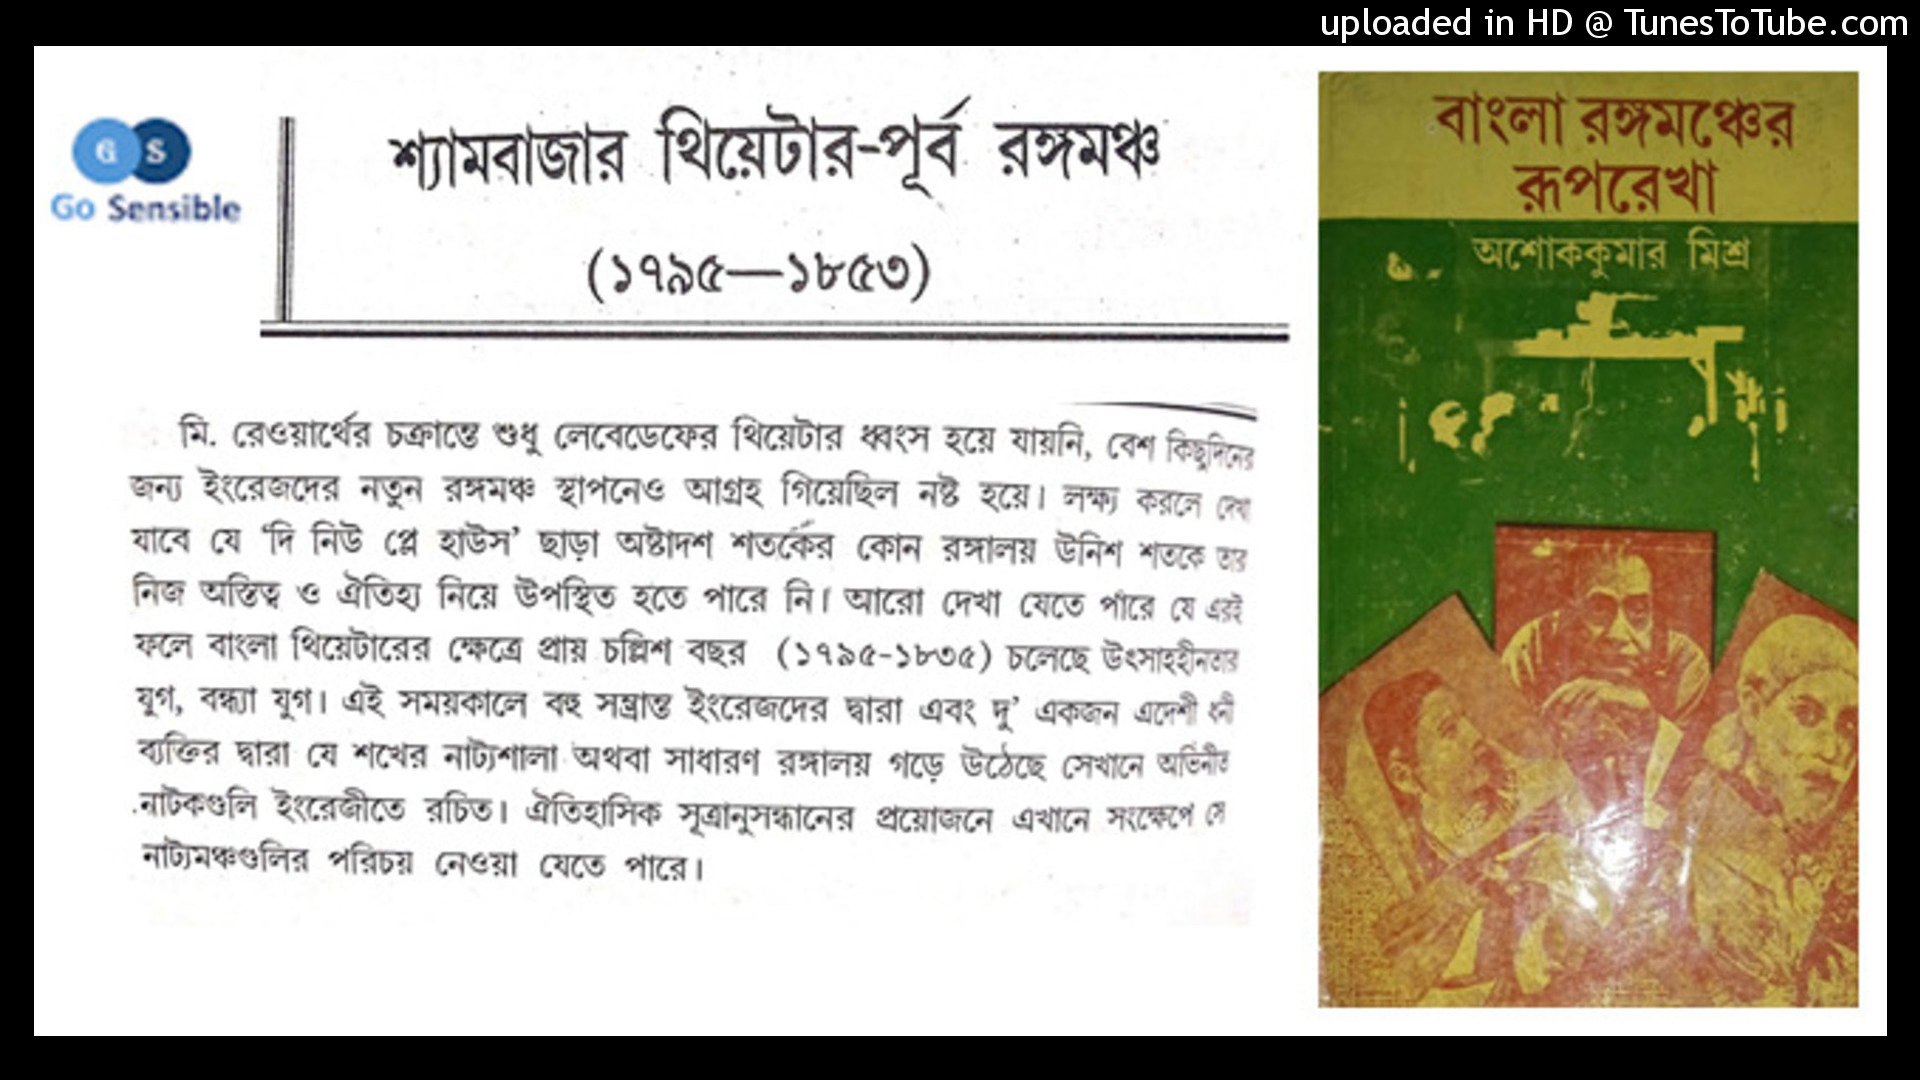 uploaded in HD @ TunesToTube.com
G S
Go Sensible
শ্যামবাজার থিয়েটার-পূর্ব রঙ্গমঞ্চ
(১৭৯৫—১৮৫৩)
মি. রেওয়ার্থের চক্রান্তে শুধু লেবেডেফের থিয়েটার ধ্বংস হয়ে যায়নি, বেশ কিছুদিনের
জন্য ইংরেজদের নতুন রঙ্গমঞ্চ স্থাপনেও আগ্রহ গিয়েছিল নষ্ট হয়ে। লক্ষ্য করলে দেখা
যাবে যে ‘দি নিউ প্লে হাউস’ ছাড়া অষ্টাদশ শতর্কের কোন রঙ্গালয় উনিশ শতকে তার
নিজ অস্তিত্ব ও ঐতিহ্য নিয়ে উপস্থিত হতে পারে নি। আরো দেখা যেতে পারে যে এরই
ফলে বাংলা থিয়েটারের ক্ষেত্রে প্রায় চল্লিশ বছর (১৭৯৫-১৮৩৫) চলেছে উৎসাহহীনতার
যুগ, বন্ধ্যা যুগ। এই সময়কালে বহু সম্ভ্রান্ত ইংরেজদের দ্বারা এবং দু’ একজন এদেশী ধনী
ব্যক্তির দ্বারা যে শখের নাট্যশালা অথবা সাধারণ রঙ্গালয় গড়ে উঠেছে সেখানে অভিনীত
নাটকগুলি ইংরেজীতে রচিত। ঐতিহাসিক সূত্রানুসন্ধানের প্রয়োজনে এখানে সংক্ষেপে সে
নাট্যমঞ্চগুলির পরিচয় নেওয়া যেতে পারে।
বাংলা রঙ্গমঞ্চের
রূপরেখা
অশোককুমার মিশ্র